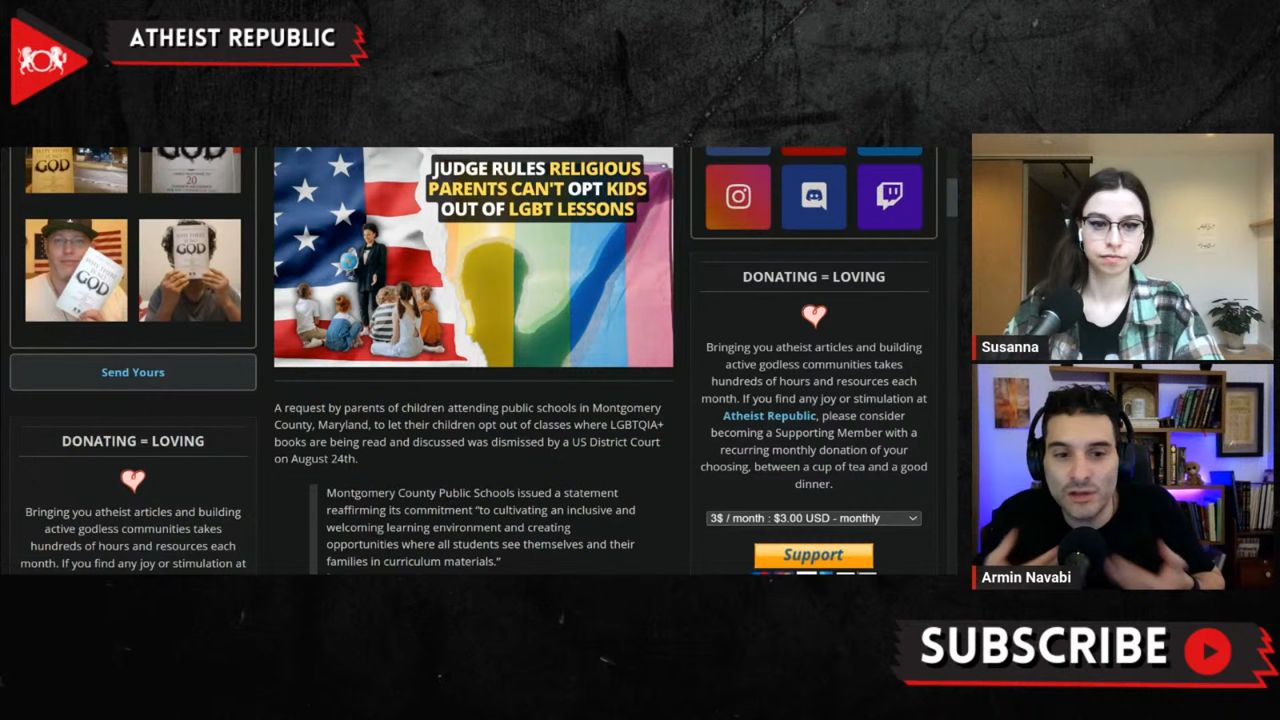 ATHEIST REPUBLIC
GOD
GOD
20
GOD
GOD
Send Yours
DONATING = LOVING
Bringing you atheist articles and building
active godless communities takes
hundreds of hours and resources each
month. If you find any joy or stimulation at
JUDGE RULES RELIGIOUS
PARENTS CAN'T OPT KIDS
OUT OF LGBT LESSONS
A request by parents of children attending public schools in Montgomery
County, Maryland, to let their children opt out of classes where LGBTQIA+
books are being read and discussed was dismissed by a US District Court
on August 24th.
Montgomery County Public Schools issued a statement
reaffirming its commitment “to cultivating an inclusive and
welcoming learning environment and creating
opportunities where all students see themselves and their
families in curriculum materials.”
DONATING = LOVING
Bringing you atheist articles and building
active godless communities takes
hundreds of hours and resources each
month. If you find any joy or stimulation at
Atheist Republic, please consider
becoming a Supporting Member with a
recurring monthly donation of your
choosing, between a cup of tea and a good
dinner.
3$ / month : $3.00 USD - monthly
Support
Susanna
Armin Navabi
SUBSCRIBE